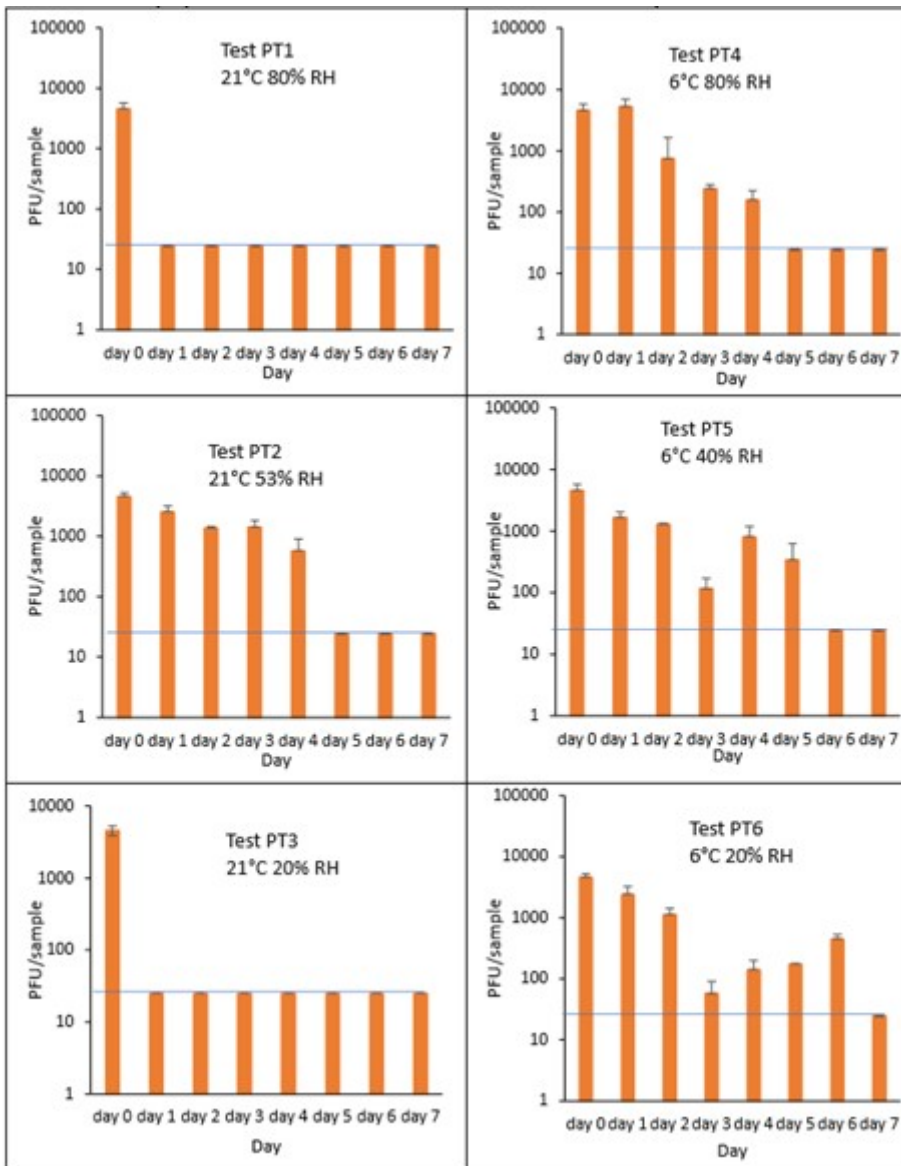 100000
10000
1000
100
10
1
PFU/sample
Test PT1
21°C 80% RH
day 0 day 1 day 2 day 3 day 4 day 5 day 6 day 7
Day
100000
10000
1000
100
10
1
PFU/sample
Test PT4
6°C 80% RH
day 0 day 1 day 2 day 3 day 4 day 5 day 6 day 7
Day
100000
10000
1000
100
10
1
PFU/sample
Test PT2
21°C 53% RH
day 0 day 1 day 2 day 3 day 4 day 5 day 6 day 7
Day
100000
10000
1000
100
10
1
PFU/sample
Test PT5
6°C 40% RH
day 0 day 1 day 2 day 3 day 4 day 5 day 6 day 7
Day
10000
1000
100
10
1
PFU/sample
Test PT3
21°C 20% RH
day 0 day 1 day 2 day 3 day 4 day 5 day 6 day 7
Day
100000
10000
1000
100
10
1
PFU/sample
Test PT6
6°C 20% RH
day 0 day 1 day 2 day 3 day 4 day 5 day 6 day 7
Day